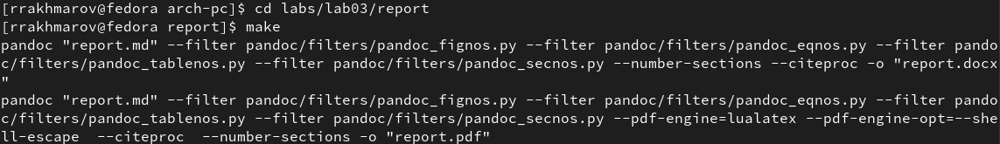 [rrakhmarov@fedora arch-pc]$ cd labs/lab03/report
[rrakhmarov@fedora report]$ make
pandoc "report.md" --filter pandoc/filters/pandoc_fignos.py --filter pandoc/filters/pandoc_eqnos.py --filter pando
c/filters/pandoc_tablenos.py --filter pandoc/filters/pandoc_secnos.py --number-sections --citeproc -o "report.docx
"
pandoc "report.md" --filter pandoc/filters/pandoc_fignos.py --filter pandoc/filters/pandoc_eqnos.py --filter pando
c/filters/pandoc_tablenos.py --filter pandoc/filters/pandoc_secnos.py --pdf-engine=lualatex --pdf-engine-opt=--she
ll-escape  --citeproc  --number-sections -o "report.pdf"